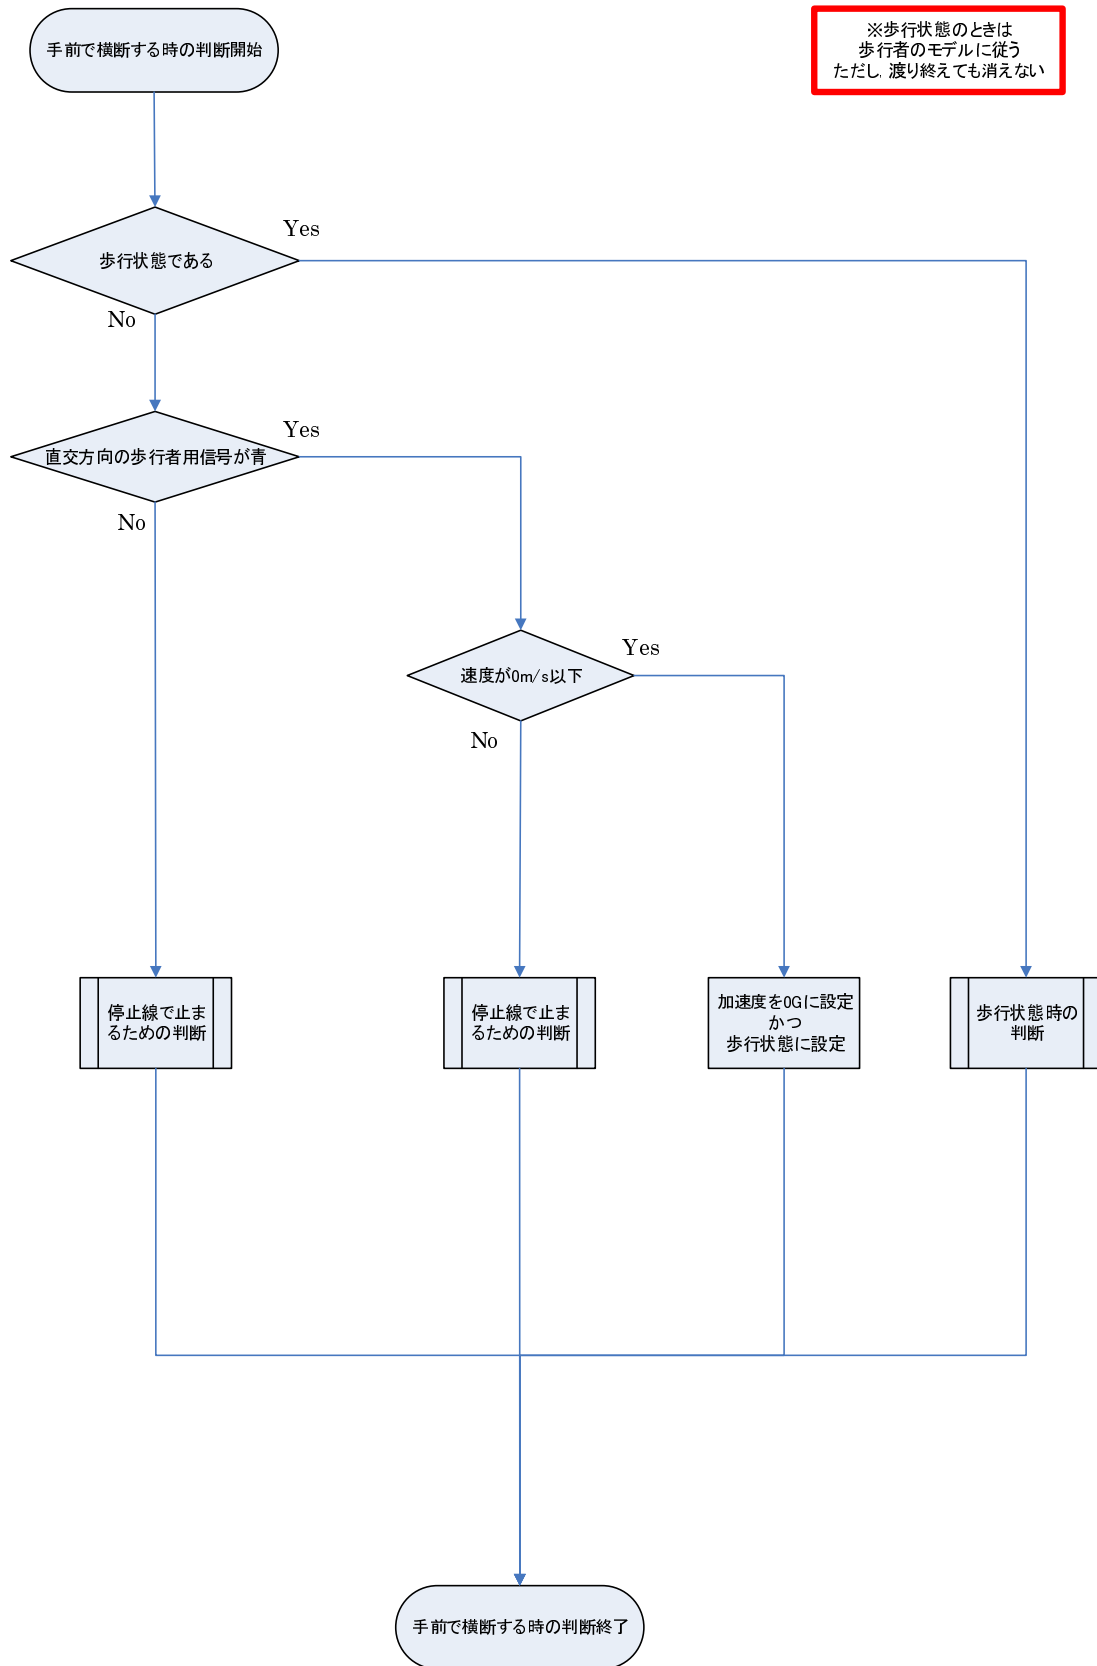 手前で横断する時の判断開始
※歩行状態のときは
歩行者のモデルに従う
ただし，渡り終えても消えない
Yes
歩行状態である
No
Yes
直交方向の歩行者用信号が青
No
Yes
速度が0m/s以下
No
停止線で止ま
るための判断
停止線で止ま
るための判断
加速度を0Gに設定
かつ
歩行状態に設定
歩行状態時の
判断
手前で横断する時の判断終了